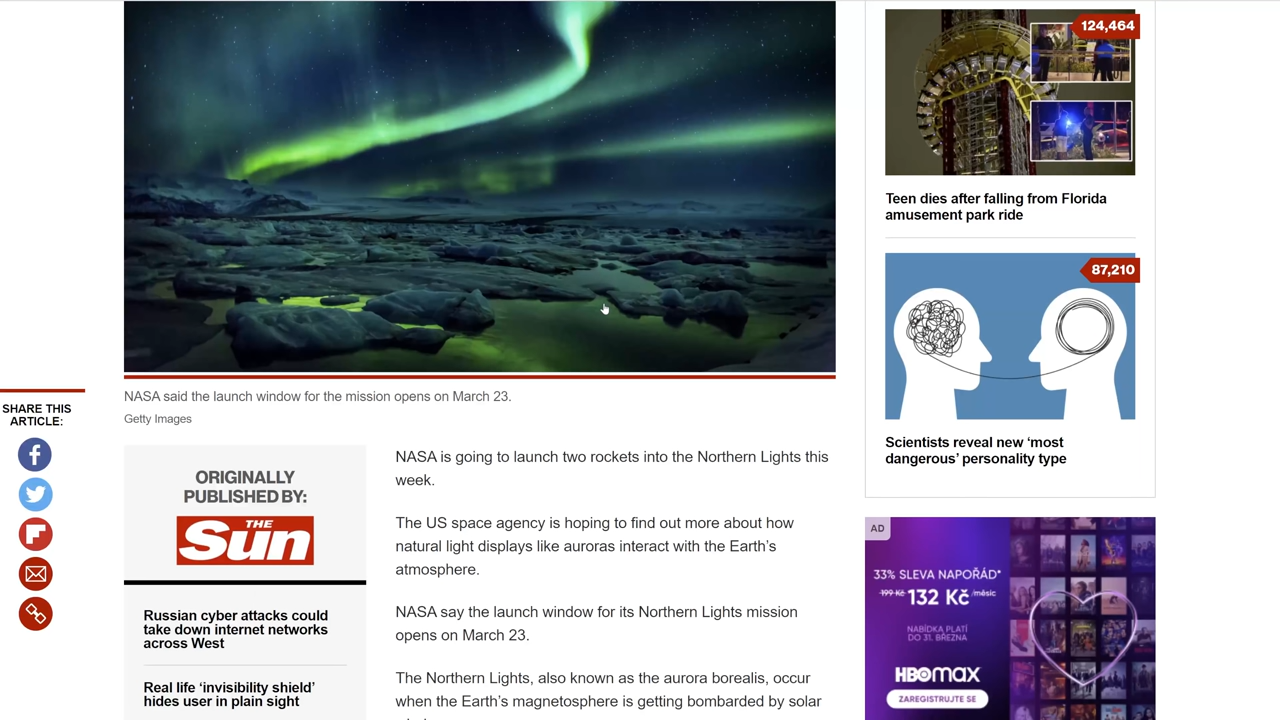 NASA said the launch window for the mission opens on March 23.
Getty Images
SHARE THIS
ARTICLE:
ORIGINALLY
PUBLISHED BY:
THE
Sun
Russian cyber attacks could
take down internet networks
across West
Real life ‘invisibility shield’
hides user in plain sight
NASA is going to launch two rockets into the Northern Lights this
week.
The US space agency is hoping to find out more about how
natural light displays like auroras interact with the Earth’s
atmosphere.
NASA say the launch window for its Northern Lights mission
opens on March 23.
The Northern Lights, also known as the aurora borealis, occur
when the Earth’s magnetosphere is getting bombarded by solar
124,464
Teen dies after falling from Florida
amusement park ride
87,210
Scientists reveal new ‘most
dangerous’ personality type
AD
33% SLEVA NAPOŘÁD*
199 Kč 132 Kč /měsíc
NABÍDKA PLATÍ
DO 31. BŘEZNA
HBOMAX
ZAREGISTRUJTE SE